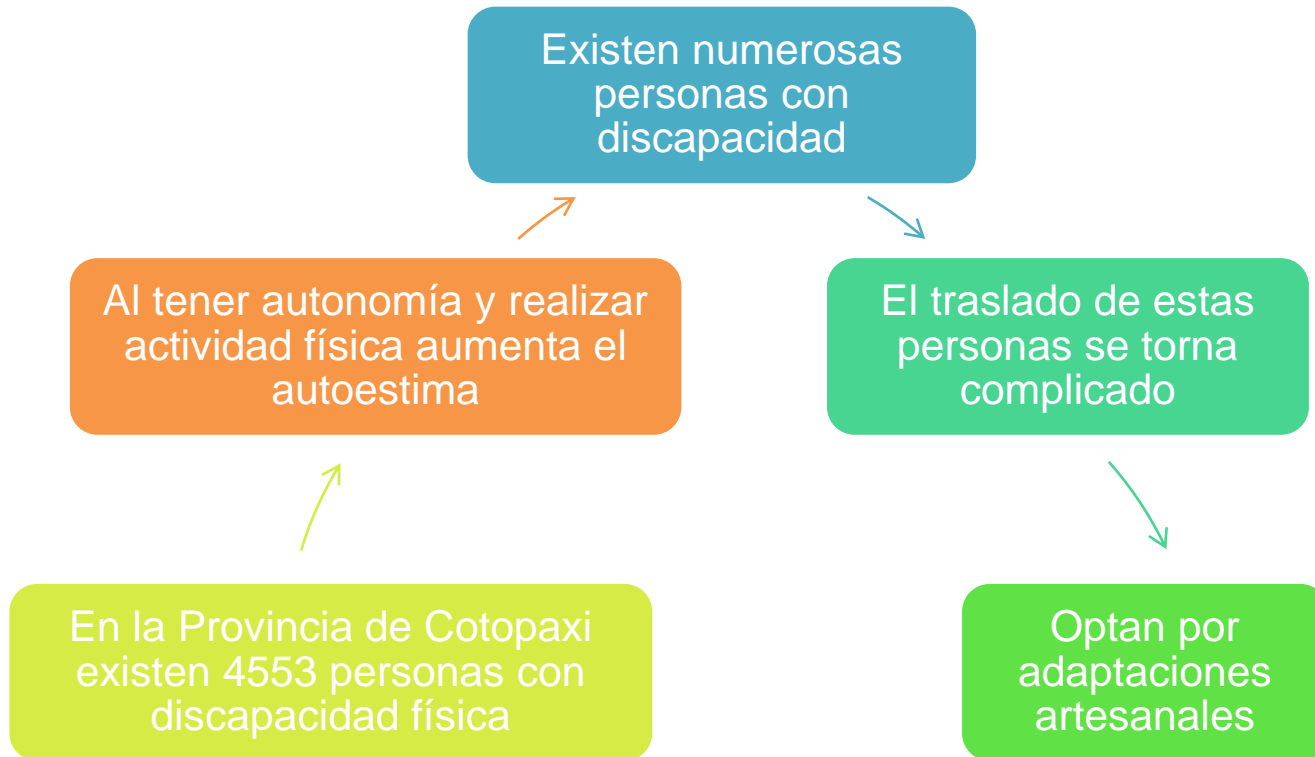 Existen numerosas
personas con
discapacidad
Al tener autonomía y realizar
actividad física aumenta el
autoestima
El traslado de estas
personas se torna
complicado
En la Provincia de Cotopaxi
existen 4553 personas con
discapacidad física
Optan por
adaptaciones
artesanales